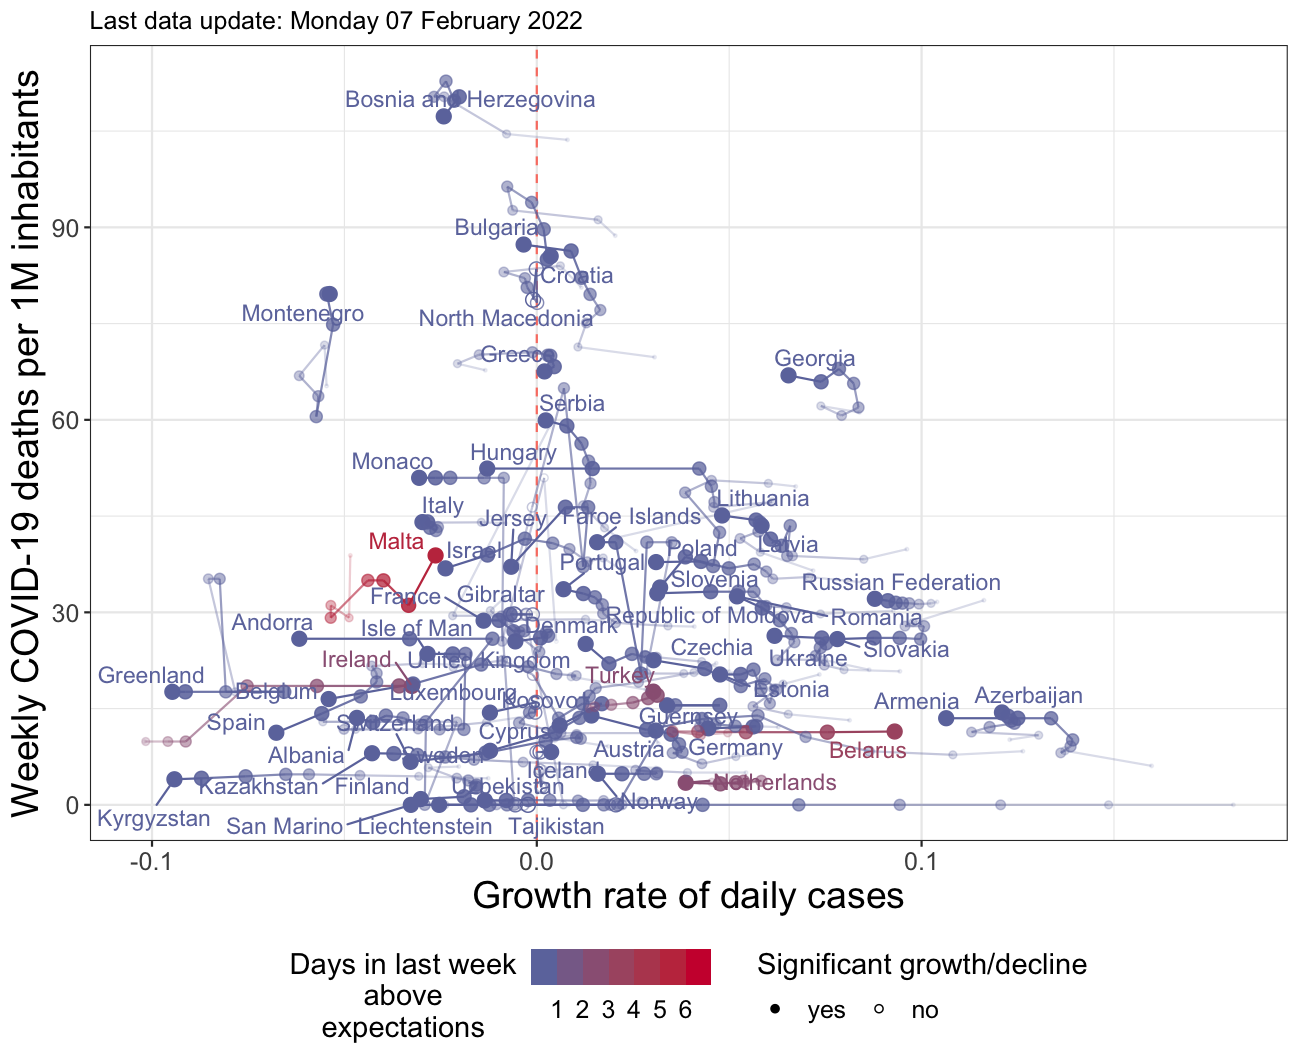 Last data update: Monday 07 February 2022
Weekly COVID-19 deaths per 1M inhabitants
90
60
30
0
Bosnia and Herzegovina
Bulgaria
Croatia
Montenegro
North Macedonia
Greece
Georgia
Serbia
Hungary
Monaco
Italy
Lithuania
Jersey
Faroe Islands
Malta
Israel
Latvia
Poland
Portugal
Slovenia
Russian Federation
France
Gibraltar
Republic of Moldova
Romania
Andorra
Isle of Man
Denmark
Czechia
Ukraine
Slovakia
Ireland
United Kingdom
Greenland
Turkey
Belgium
Luxembourg
Kosovo
Estonia
Armenia
Azerbaijan
Spain
Switzerland
Cyprus
Guernsey
Albania
Sweden
Austria
Germany
Belarus
Kazakhstan
Finland
Uzbekistan
Iceland
Netherlands
Norway
Kyrgyzstan
San Marino
Liechtenstein
Tajikistan
-0.1
0.0
0.1
Growth rate of daily cases
Days in last week
above
expectations
1 2 3 4 5 6
Significant growth/decline
yes
no